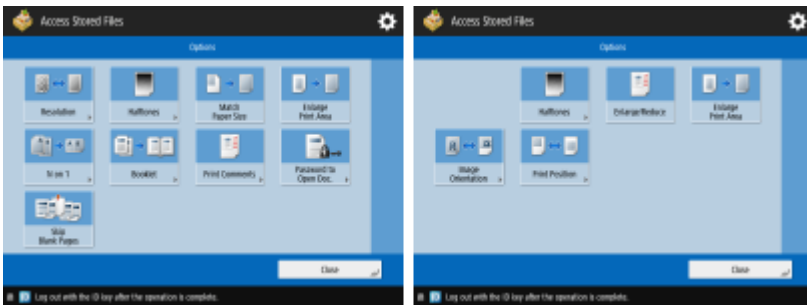 Access Stored Files
Options
Resolution
Halftones
Match
Paper Size
Enlarge
Print Area
N on 1
Booklet
Print Comments
Password to
Open Doc.
Skip
Blank Pages
Close
Log out with the ID key after the operation is complete.
Access Stored Files
Options
Halftones
Enlarge/Reduce
Enlarge
Print Area
Image
Orientation
Print Position
Close
Log out with the ID key after the operation is complete.